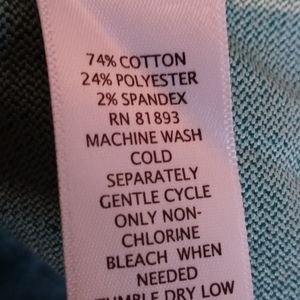 74% COTTON
24% POLYESTER
2% SPANDEX
RN 81893
MACHINE WASH
COLD
SEPARATELY
GENTLE CYCLE
ONLY NON-
CHLORINE
BLEACH WHEN
NEEDED
TUMBLE DRY LOW